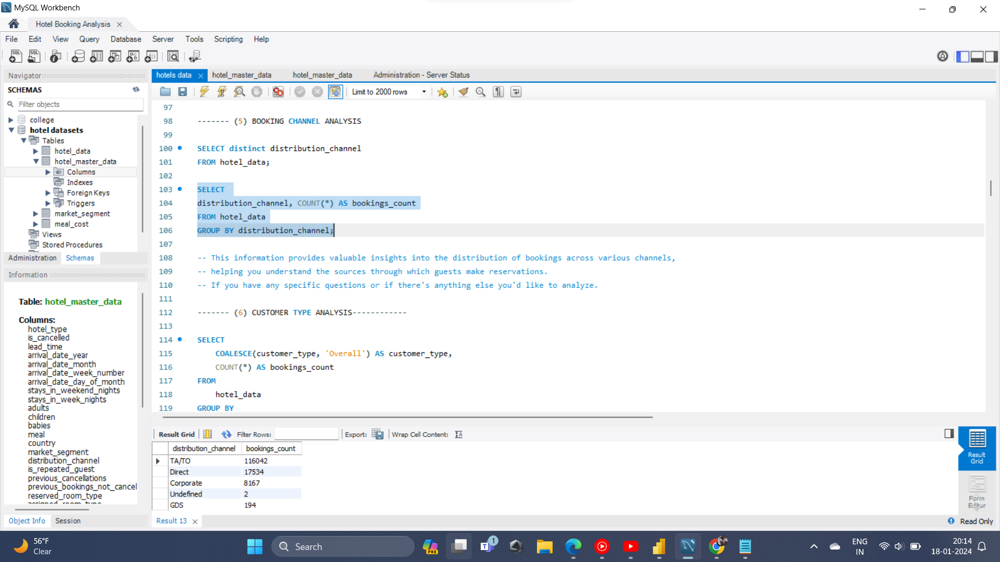 MySQL Workbench
Hotel Booking Analysis
File Edit View Query Database Server Tools Scripting Help
Navigator
SCHEMAS
Filter objects
college
hotel datasets
Tables
hotel_data
hotel_master_data
Columns
Indexes
Foreign Keys
Triggers
market_segment
meal_cost
Views
Stored Procedures
Administration Schemas
Information
Table: hotel_master_data
Columns:
hotel_type
is_cancelled
lead_time
arrival_date_year
arrival_date_month
arrival_date_week_number
arrival_date_day_of_month
stays_in_weekend_nights
stays_in_week_nights
adults
children
babies
meal
country
market_segment
distribution_channel
is_repeated_guest
previous_cancellations
previous_bookings_not_cancel
reserved_room_type
assigned_room_type
Object Info Session
hotels data hotel_master_data hotel_master_data Administration - Server Status
Limit to 2000 rows
97
98 ------- (5) BOOKING CHANNEL ANALYSIS
99
100 SELECT distinct distribution_channel
101 FROM hotel_data;
102
103 SELECT
104 distribution_channel, COUNT(*) AS bookings_count
105 FROM hotel_data
106 GROUP BY distribution_channel;
107
108 -- This information provides valuable insights into the distribution of bookings across various channels,
109 -- helping you understand the sources through which guests make reservations.
110 -- If you have any specific questions or if there's anything else you'd like to analyze.
111
112 ------- (6) CUSTOMER TYPE ANALYSIS------------
113
114 SELECT
115 COALESCE(customer_type, 'Overall') AS customer_type,
116 COUNT(*) AS bookings_count
117 FROM
118 hotel_data
119 GROUP BY
Result Grid Filter Rows: Export: Wrap Cell Content:
distribution_channel bookings_count
TA/TO 116042
Direct 17534
Corporate 8167
Undefined 2
GDS 194
Result
Grid
Form
Editor
Result 13
Read Only
56°F
Clear
Search
PRE
1
ENG
IN
20:14
18-01-2024